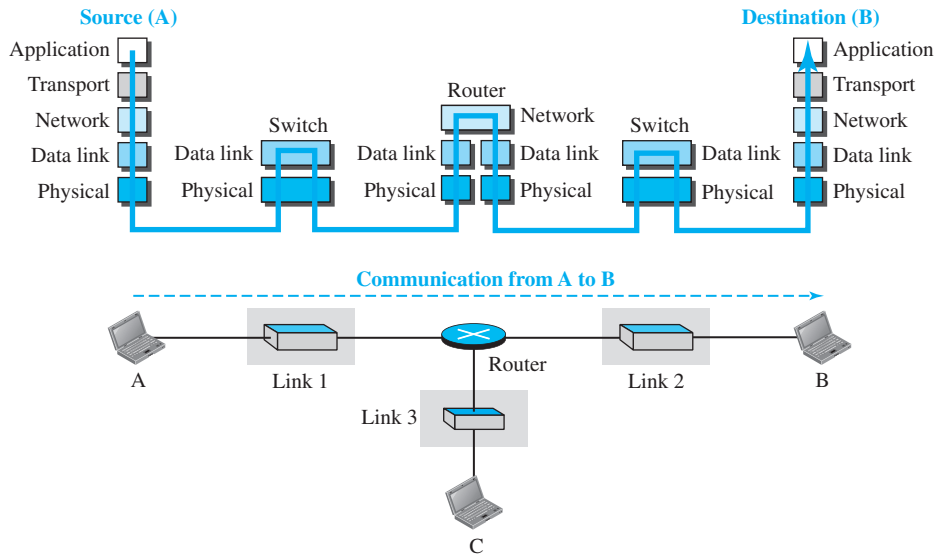 Source (A)
Destination (B)
Application
Application
Transport
Transport
Router
Network
Network
Network
Switch
Switch
Data link
Data link
Data link
Data link
Data link
Data link
Physical
Physical
Physical
Physical
Physical
Physical
Communication from A to B
A
Link 1
Router
Link 2
B
Link 3
C